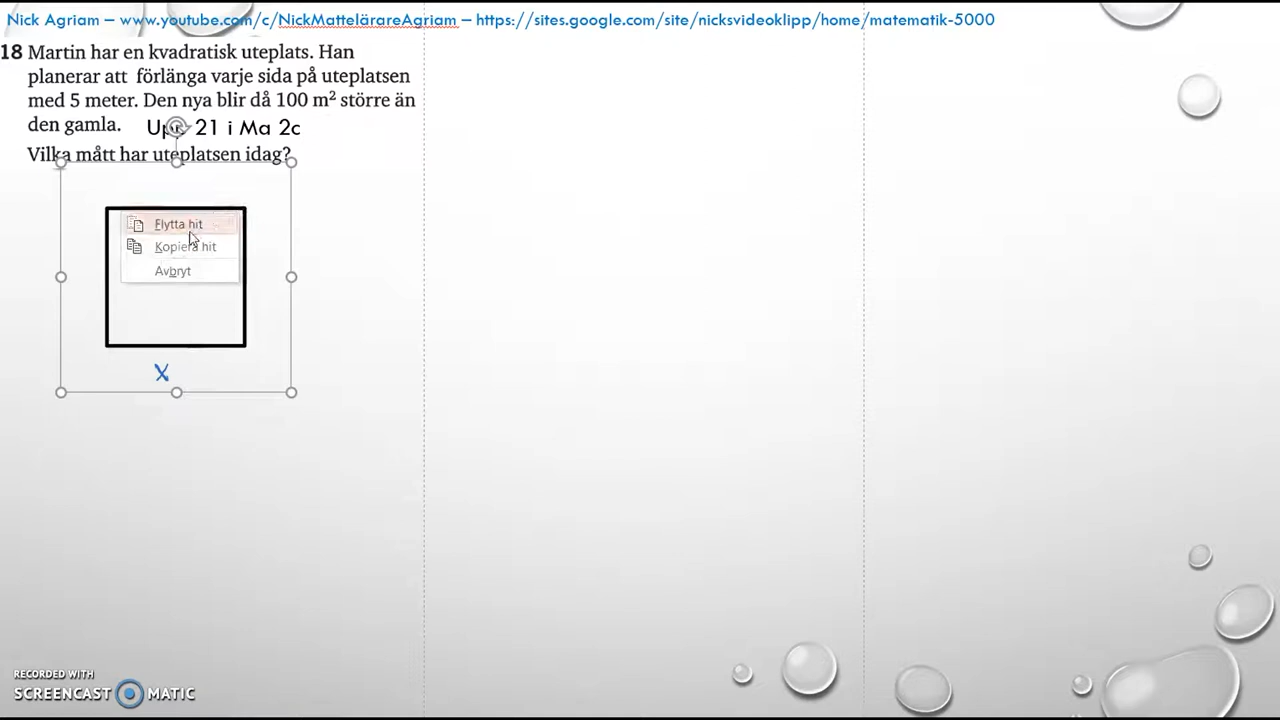 Nick Agriam – www.youtube.com/c/NickMattelärareAgriam – https://sites.google.com/site/nicksvideoklipp/home/matematik-5000
18 Martin har en kvadratisk uteplats. Han
planerar att förlänga varje sida på uteplatsen
med 5 meter. Den nya blir då 100 m² större än
den gamla.
21 i Ma 2c
Vilka mått har uteplatsen idag?
Flytta hit
Kopiera hit
Avbryt
x
RECORDED WITH
SCREENCAST MATIC